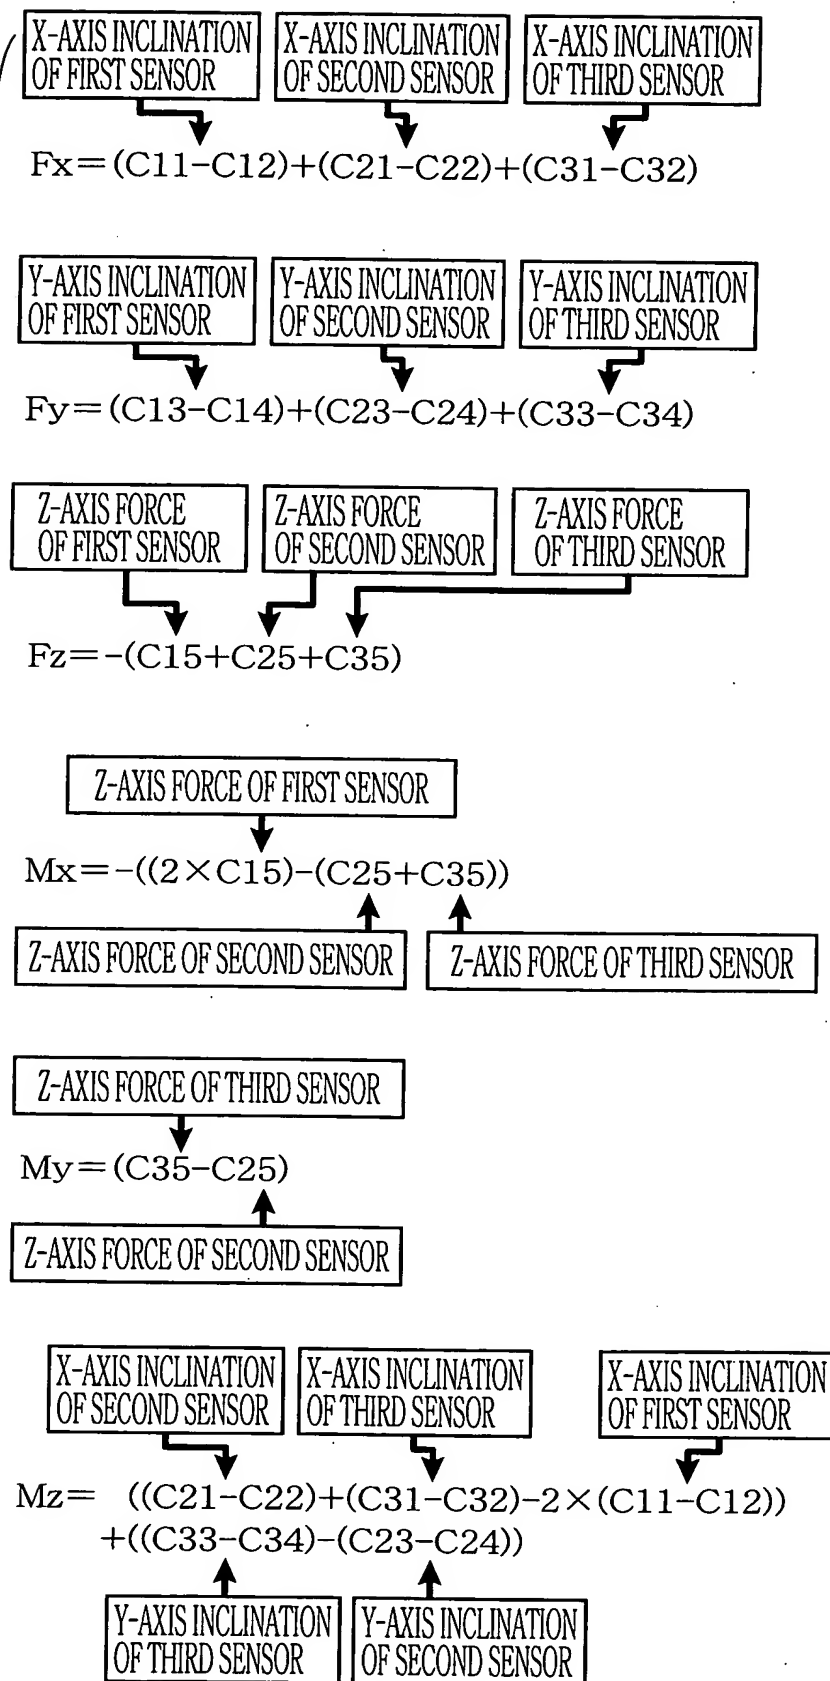 X-AXIS INCLINATION
OF FIRST SENSOR
X-AXIS INCLINATION
OF SECOND SENSOR
X-AXIS INCLINATION
OF THIRD SENSOR
Fx=(C11-C12)+(C21-C22)+(C31-C32)
Y-AXIS INCLINATION
OF FIRST SENSOR
Y-AXIS INCLINATION
OF SECOND SENSOR
Y-AXIS INCLINATION
OF THIRD SENSOR
Fy=(C13-C14)+(C23-C24)+(C33-C34)
Z-AXIS FORCE
OF FIRST SENSOR
Z-AXIS FORCE
OF SECOND SENSOR
Z-AXIS FORCE
OF THIRD SENSOR
Fz=-(C15+C25+C35)
Z-AXIS FORCE OF FIRST SENSOR
Mx=-((2×C15)-(C25+C35))
Z-AXIS FORCE OF SECOND SENSOR
Z-AXIS FORCE OF THIRD SENSOR
Z-AXIS FORCE OF THIRD SENSOR
My=(C35-C25)
Z-AXIS FORCE OF SECOND SENSOR
X-AXIS INCLINATION
OF SECOND SENSOR
X-AXIS INCLINATION
OF THIRD SENSOR
X-AXIS INCLINATION
OF FIRST SENSOR
Mz= ((C21-C22)+(C31-C32)-2×(C11-C12))
+((C33-C34)-(C23-C24))
Y-AXIS INCLINATION
OF THIRD SENSOR
Y-AXIS INCLINATION
OF SECOND SENSOR